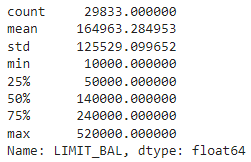 count 29833.000000
mean 164963.284953
std 125529.099652
min 10000.000000
25% 50000.000000
50% 140000.000000
75% 240000.000000
max 520000.000000
Name: LIMIT_BAL, dtype: float64